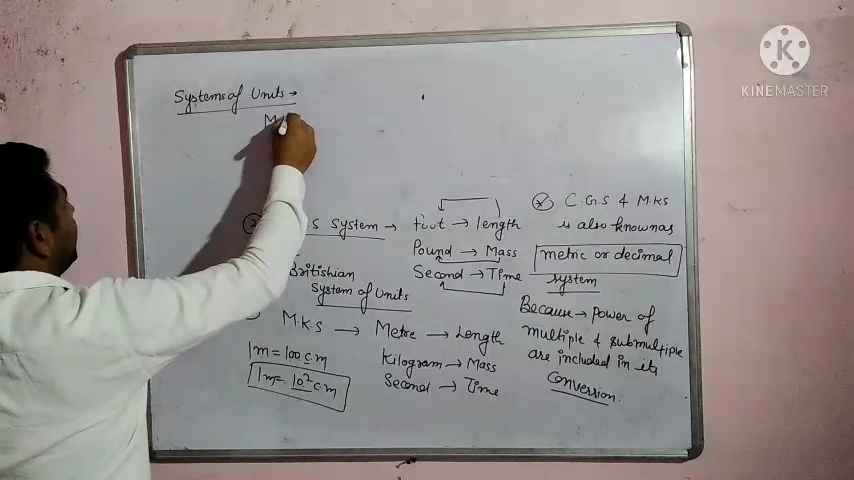 Systems of Units →
M.
S System → foot → length
Pound → Mass
Second → Time
Britishian
System of Units
M.K.S → Metre → Length
Kilogram → Mass
Second → Time
1m = 100 cm
1m = 10² cm
C.G.S & M.KS
is also known as
metric or decimal
system
Because → power of
multiple & submultiple
are included in its
Conversion.
K
KINEMASTER